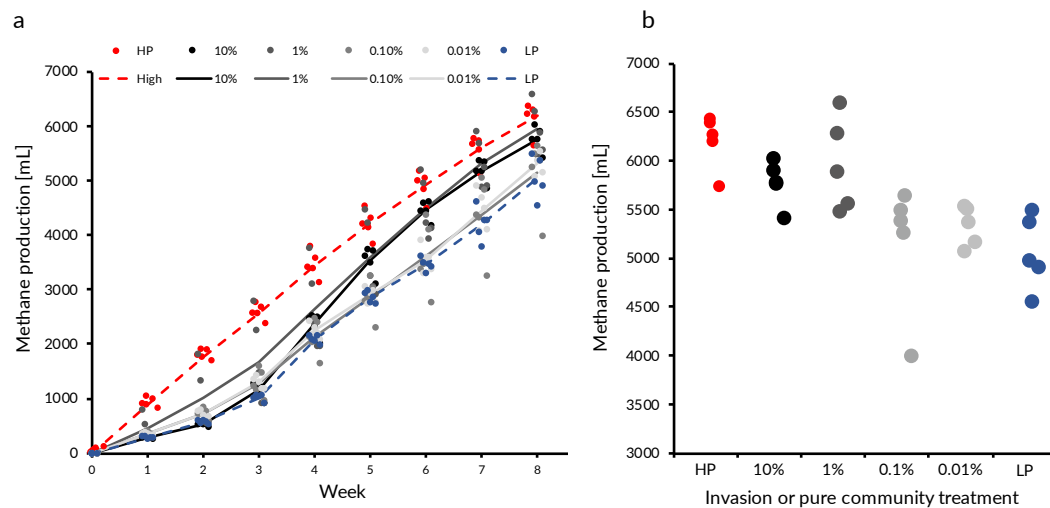 a
HP 10% 1% 0.10% 0.01% LP
High 10% 1% 0.10% 0.01% LP
Methane production [mL]
7000
6000
5000
4000
3000
2000
1000
0
0 1 2 3 4 5 6 7 8
Week
b
Methane production [mL]
7000
6500
6000
5500
5000
4500
4000
3500
3000
HP 10% 1% 0.1% 0.01% LP
Invasion or pure community treatment